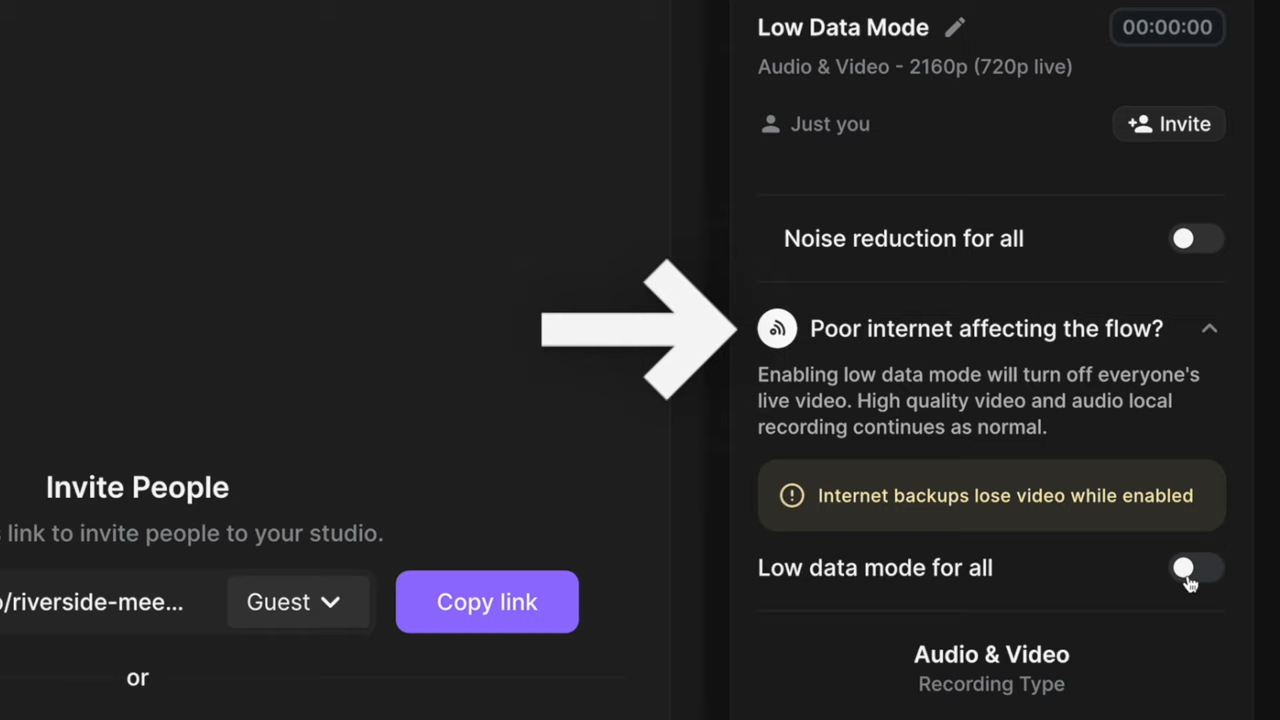 Low Data Mode
00:00:00
Audio & Video - 2160p (720p live)
Just you
Invite
Noise reduction for all
Poor internet affecting the flow?
Enabling low data mode will turn off everyone's
live video. High quality video and audio local
recording continues as normal.
Internet backups lose video while enabled
Low data mode for all
Audio & Video
Recording Type
Invite People
link to invite people to your studio.
/riverside-mee...
Guest
Copy link
or